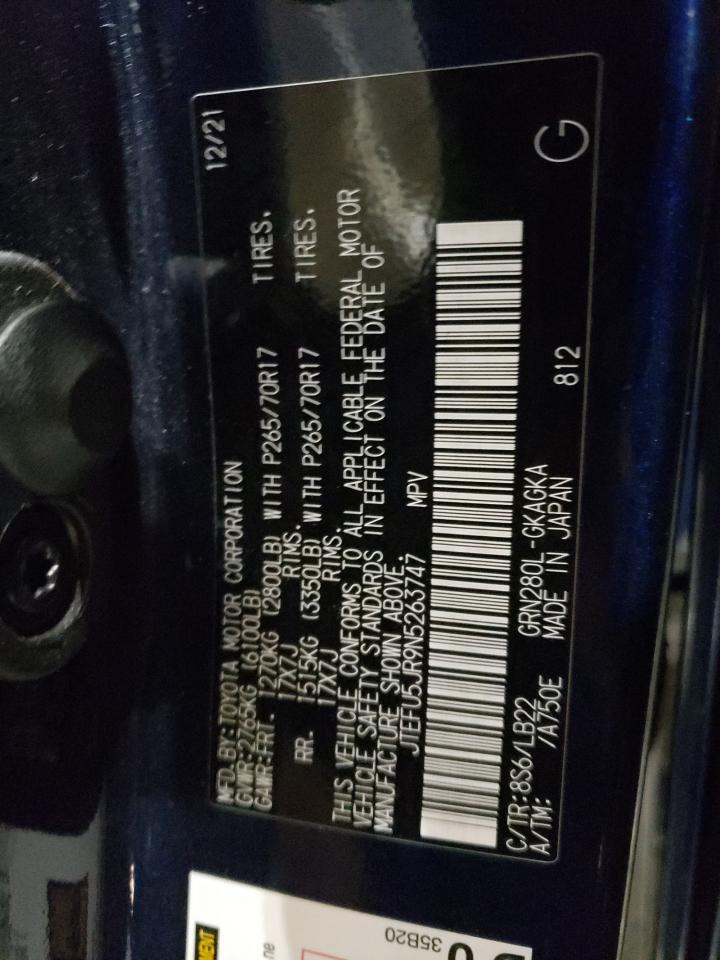 MFD.BY:TOYOTA MOTOR CORPORATION 12/21
GVWR:2765KG (6100LB)
GAWR:FRT. 1270KG (2800LB) WITH P265/70R17 TIRES.
17X7J RIMS.
RR. 1515KG (3350LB) WITH P265/70R17 TIRES.
17X7J RIMS.
THIS VEHICLE CONFORMS TO ALL APPLICABLE FEDERAL MOTOR
VEHICLE SAFETY STANDARDS IN EFFECT ON THE DATE OF
MANUFACTURE SHOWN ABOVE.
JTEFU5JR9N5263747 MPV
C/TR:8S6/LB22 GRN280L-GKAGKA 812
A/TM: /A750E MADE IN JAPAN G
35B20